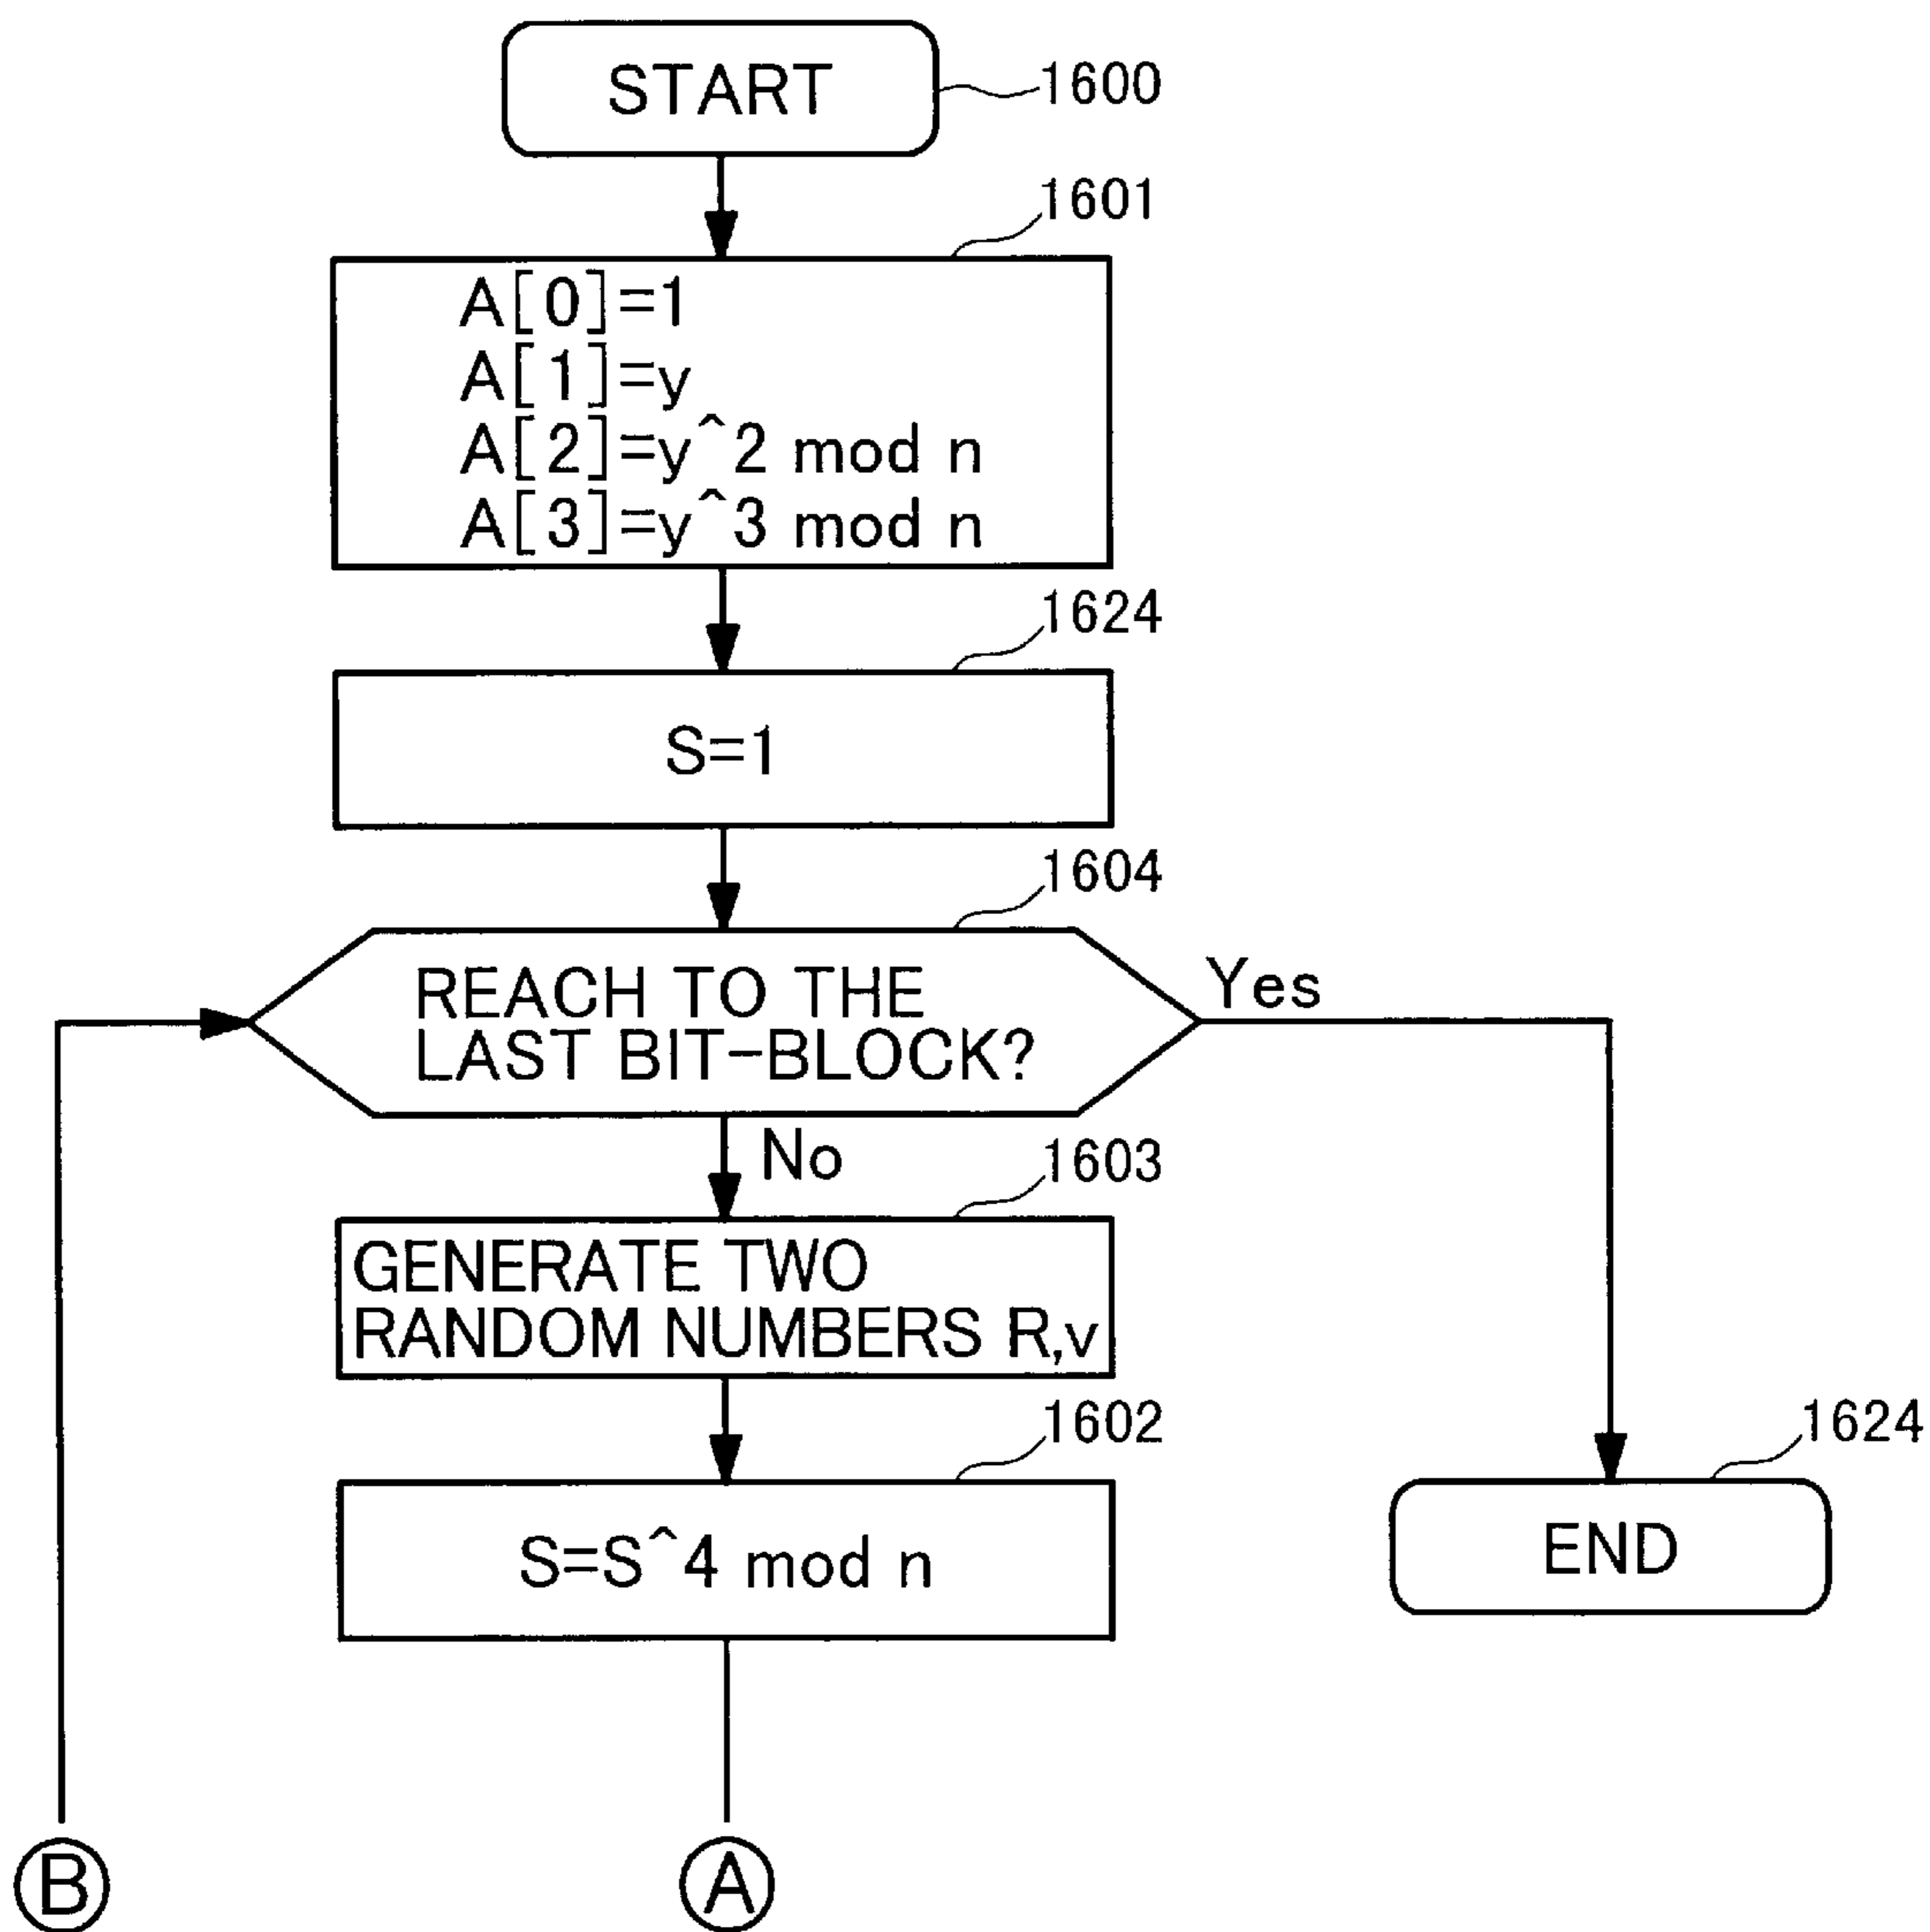 START
1600
1601
A[0]=1
A[1]=y
A[2]=y^2 mod n
A[3]=y^3 mod n
1624
S=1
1604
REACH TO THE
LAST BIT-BLOCK?
Yes
No
1603
GENERATE TWO
RANDOM NUMBERS R,v
1602
1624
S=S^4 mod n
END
B
A